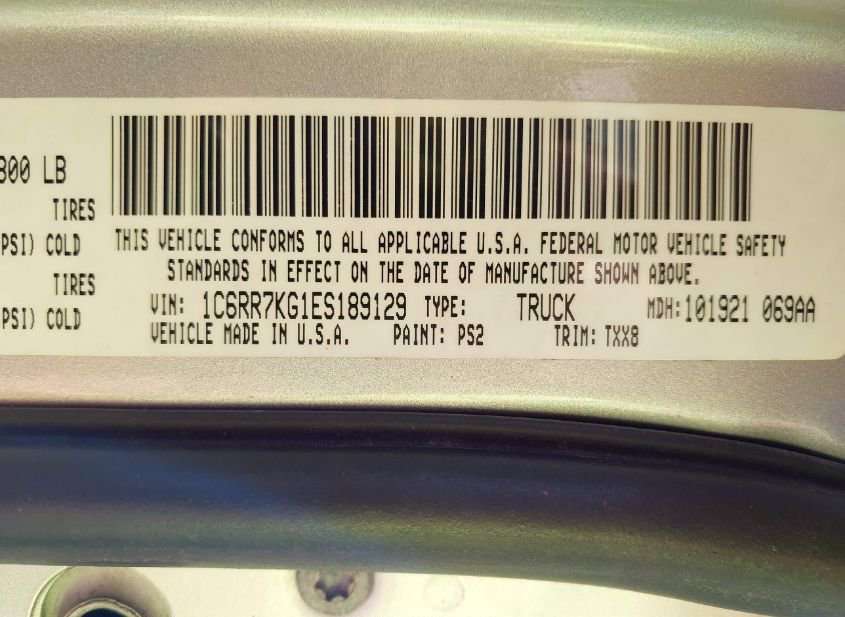 800 LB
TIRES
PSI) COLD
THIS VEHICLE CONFORMS TO ALL APPLICABLE U.S.A. FEDERAL MOTOR VEHICLE SAFETY
STANDARDS IN EFFECT ON THE DATE OF MANUFACTURE SHOWN ABOVE.
TIRES
PSI) COLD
VIN: 1C6RR7KG1ES189129 TYPE: TRUCK MDH: 101921 069AA
VEHICLE MADE IN U.S.A. PAINT: PS2 TRIM: TXX8